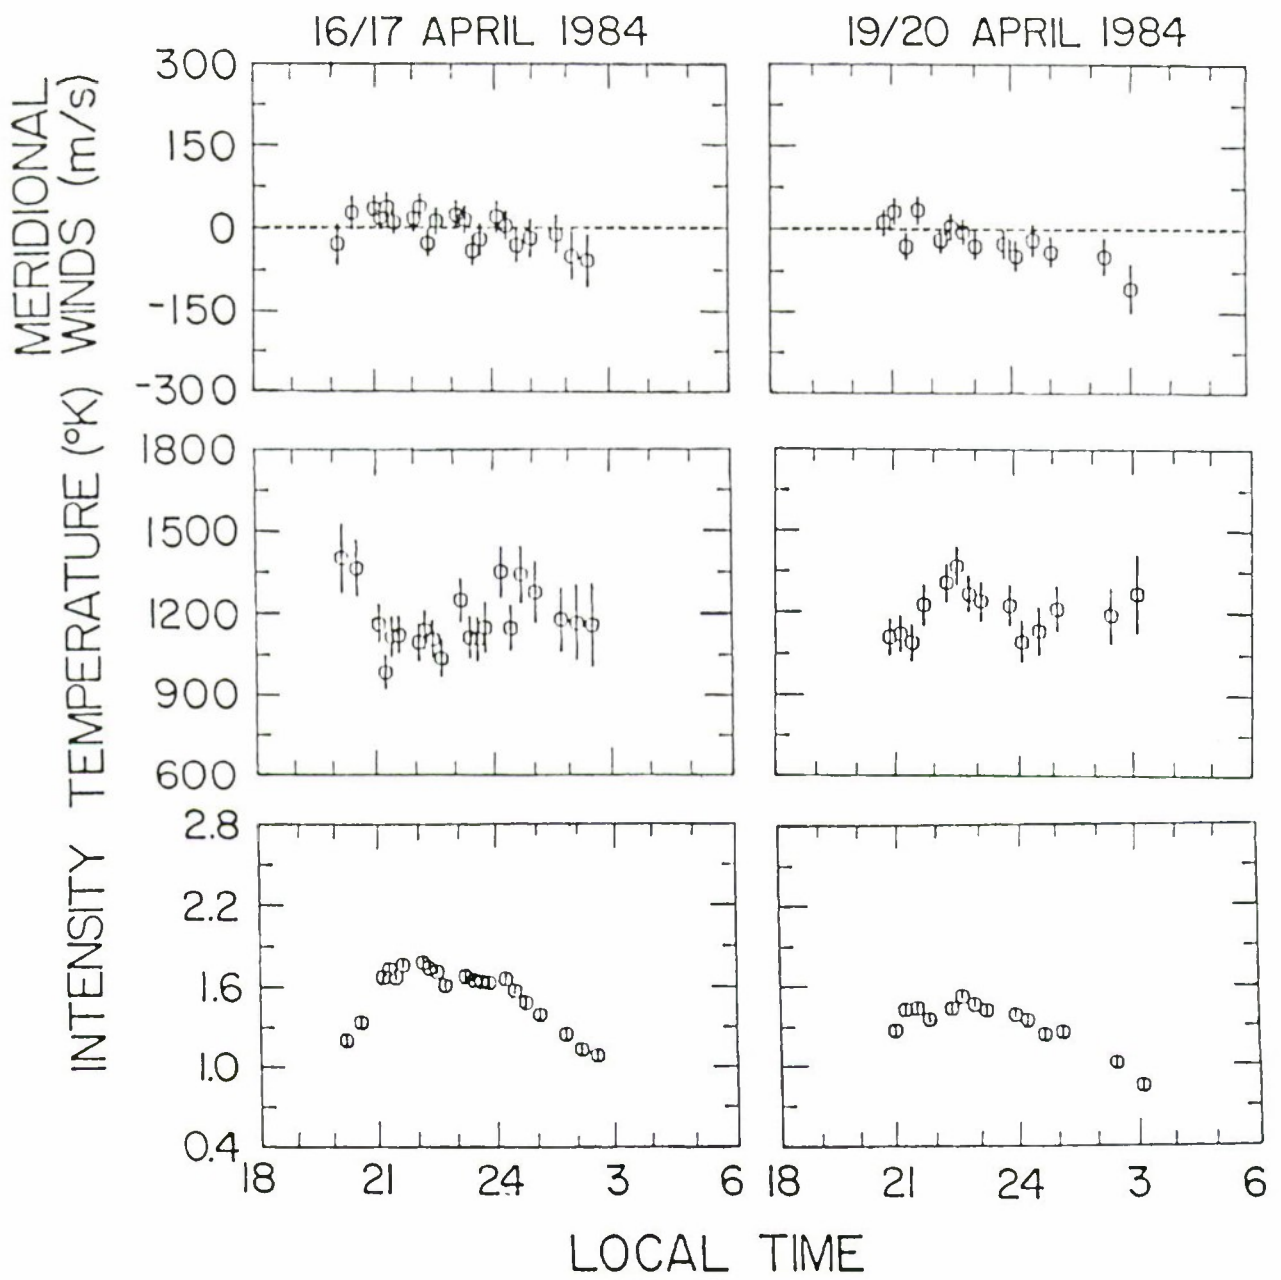 16/17 APRIL 1984
19/20 APRIL 1984
MERIDIONAL
WINDS (m/s)
300
150
0
-150
-300
TEMPERATURE (°K)
1800
1500
1200
900
600
INTENSITY
2.8
2.2
1.6
1.0
0.4
18 21 24 3 6
18 21 24 3 6
LOCAL TIME